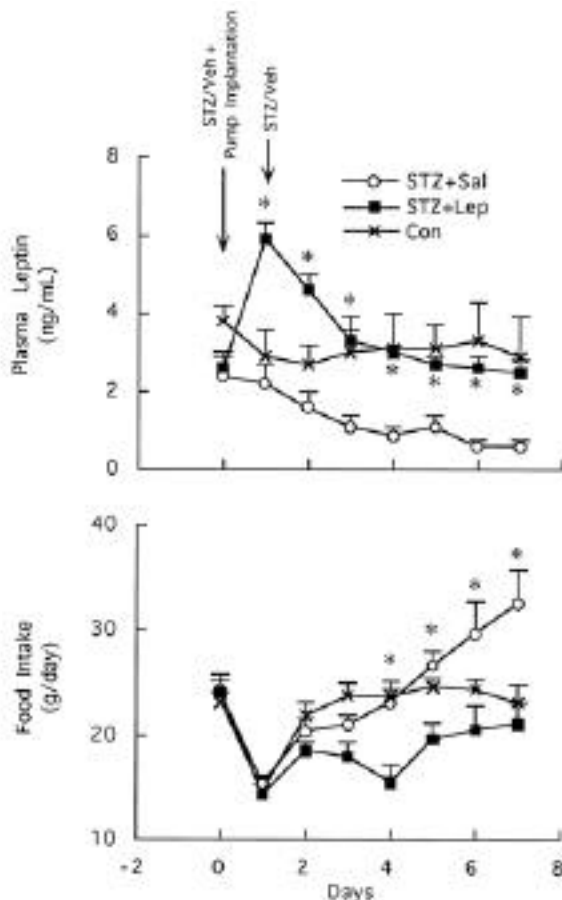 STZ/Veh +
Pump Implantation
STZ/Veh
8
6
4
2
0
Plasma Leptin
(ng/mL)
STZ+Sal
STZ+Lep
Con
*
*
*
*
*
*
*
40
30
20
10
Food Intake
(g/day)
*
*
*
*
-2
0
2
4
6
8
Days